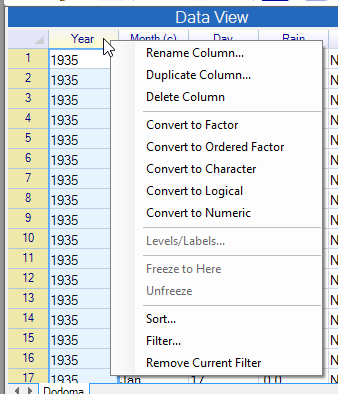 Data View
Year Month (c) Day Rain
1 1935
2 1935
3 1935
4 1935
5 1935
6 1935
7 1935
8 1935
9 1935
10 1935
11 1935
12 1935
13 1935
14 1935
15 1935
16 1935
17 1935 Jan 17 0.0
Rename Column...
Duplicate Column...
Delete Column
Convert to Factor
Convert to Ordered Factor
Convert to Character
Convert to Logical
Convert to Numeric
Levels/Labels...
Freeze to Here
Unfreeze
Sort...
Filter...
Remove Current Filter
Dodoma